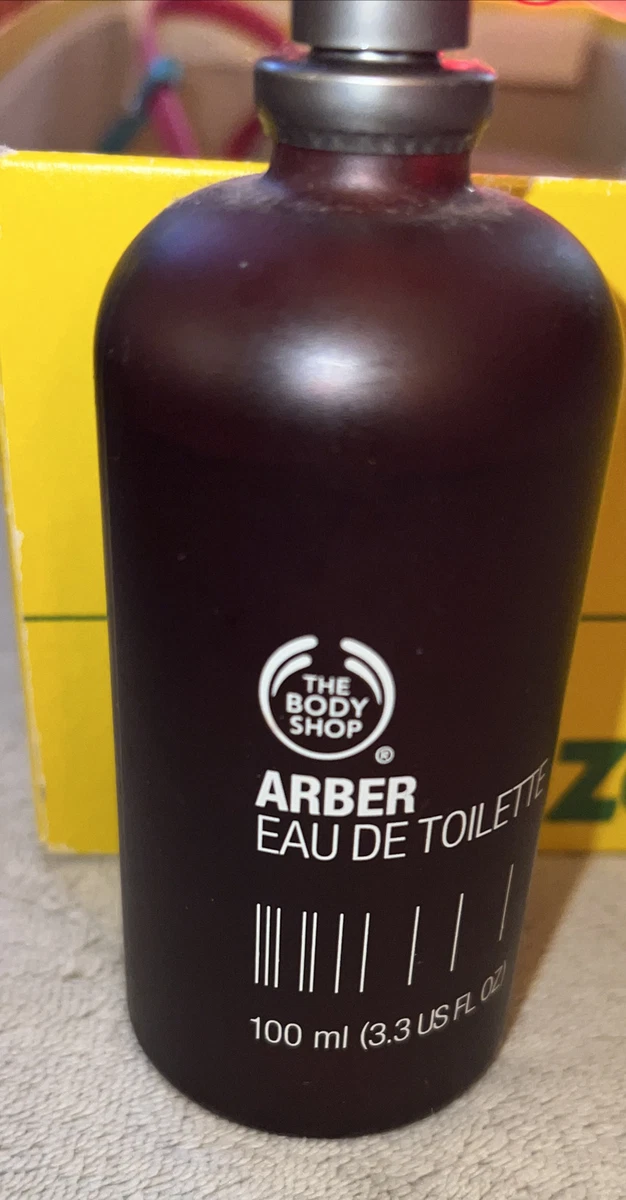 THE
BODY
SHOP
®
ARBER
EAU DE TOILETTE
100 ml (3.3 US FL OZ)